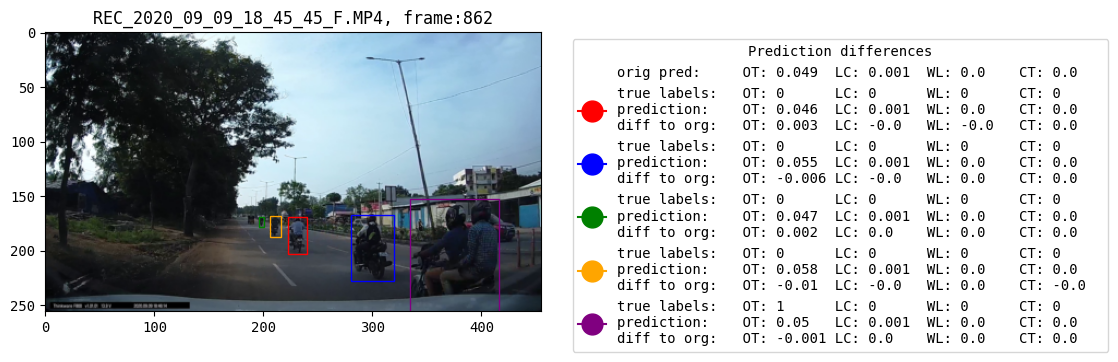 REC_2020_09_09_18_45_45_F.MP4, frame:862
0
50
100
150
200
250
0
100
200
300
400
Prediction differences
orig pred: OT: 0.049 LC: 0.001 WL: 0.0 CT: 0.0
true labels: OT: 0 LC: 0 WL: 0 CT: 0
prediction: OT: 0.046 LC: 0.001 WL: 0.0 CT: 0.0
diff to org: OT: 0.003 LC: -0.0 WL: -0.0 CT: 0.0
true labels: OT: 0 LC: 0 WL: 0 CT: 0
prediction: OT: 0.055 LC: 0.001 WL: 0.0 CT: 0.0
diff to org: OT: -0.006 LC: -0.0 WL: 0.0 CT: 0.0
true labels: OT: 0 LC: 0 WL: 0 CT: 0
prediction: OT: 0.047 LC: 0.001 WL: 0.0 CT: 0.0
diff to org: OT: 0.002 LC: 0.0 WL: 0.0 CT: 0.0
true labels: OT: 0 LC: 0 WL: 0 CT: 0
prediction: OT: 0.058 LC: 0.001 WL: 0.0 CT: 0.0
diff to org: OT: -0.01 LC: -0.0 WL: 0.0 CT: -0.0
true labels: OT: 1 LC: 0 WL: 0 CT: 0
prediction: OT: 0.05 LC: 0.001 WL: 0.0 CT: 0.0
diff to org: OT: -0.001 LC: 0.0 WL: 0.0 CT: 0.0